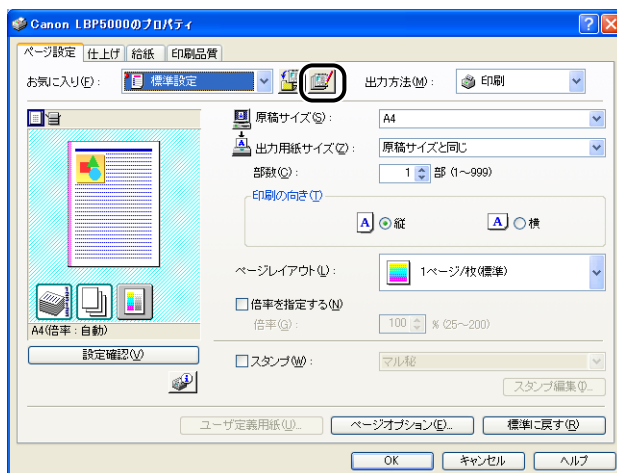 Canon LBP5000のプロパティ
ページ設定 仕上げ 給紙 印刷品質
お気に入り(F): 標準設定 出力方法(M): 印刷
原稿サイズ(S): A4
出力用紙サイズ(Z): 原稿サイズと同じ
部数(C): 1 部 (1~999)
印刷の向き(T)
A 縦 A 横
ページレイアウト(L): 1ページ/枚(標準)
倍率を指定する(N)
倍率(G): 100 % (25~200)
A4(倍率:自動)
設定確認(V)
スタンプ(W): マル秘
スタンプ編集(I)...
ユーザ定義用紙(U)... ページオプション(E)... 標準に戻す(R)
OK キャンセル ヘルプ